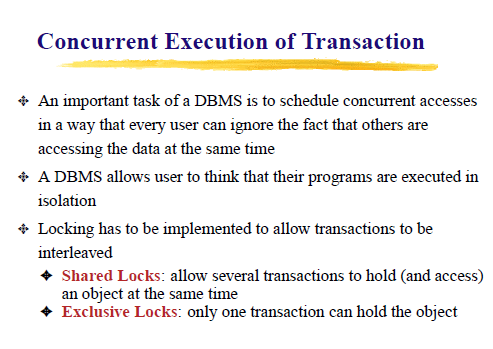 Concurrent Execution of Transaction
An important task of a DBMS is to schedule concurrent accesses
in a way that every user can ignore the fact that others are
accessing the data at the same time
A DBMS allows user to think that their programs are executed in
isolation
Locking has to be implemented to allow transactions to be
interleaved
Shared Locks: allow several transactions to hold (and access)
an object at the same time
Exclusive Locks: only one transaction can hold the object